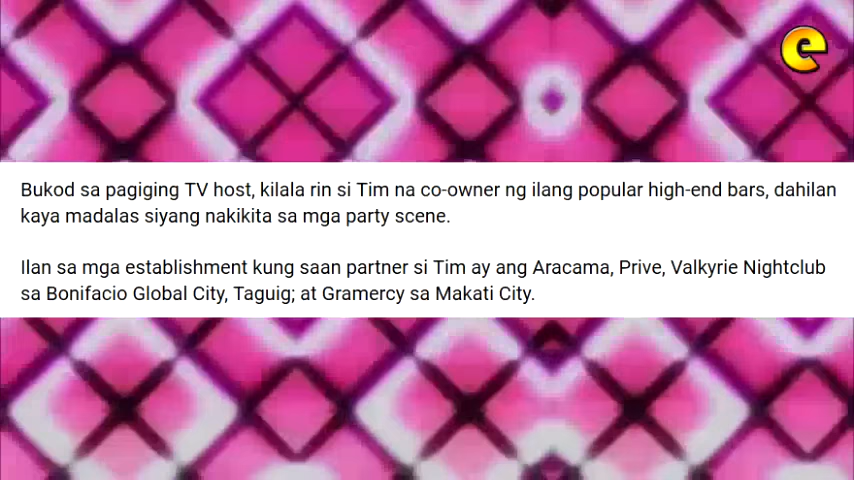 e
Bukod sa pagiging TV host, kilala rin si Tim na co-owner ng ilang popular high-end bars, dahilan
kaya madalas siyang nakikita sa mga party scene.
Ilan sa mga establishment kung saan partner si Tim ay ang Aracama, Prive, Valkyrie Nightclub
sa Bonifacio Global City, Taguig; at Gramercy sa Makati City.